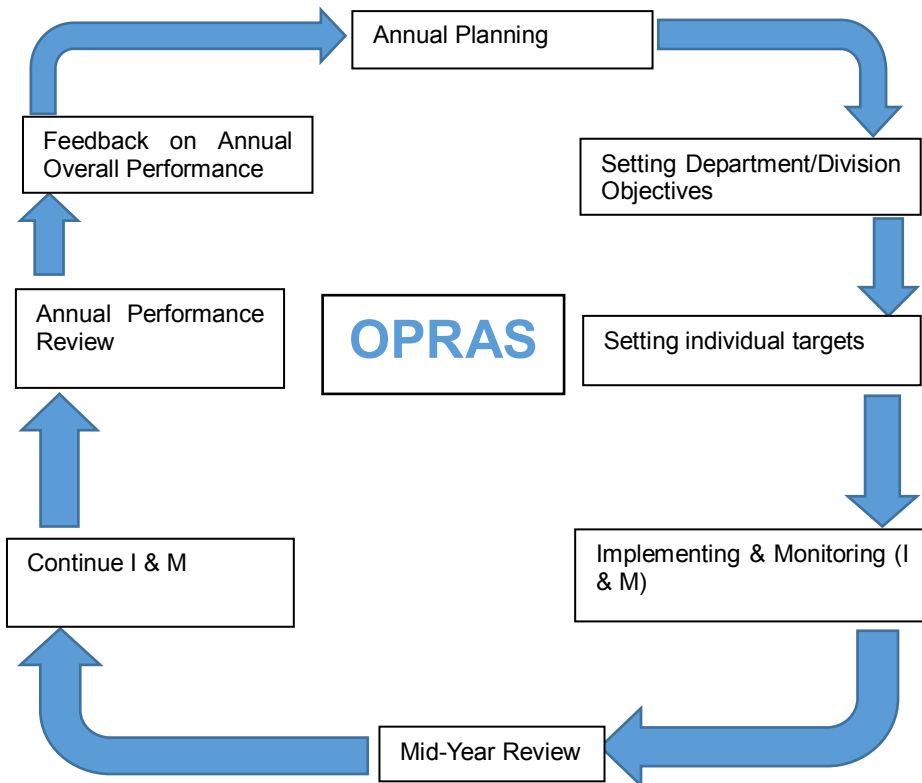 Annual Planning
Feedback on Annual
Overall Performance
Setting Department/Division
Objectives
Annual Performance
Review
OPRAS
Setting individual targets
Continue I & M
Implementing & Monitoring (I
& M)
Mid-Year Review